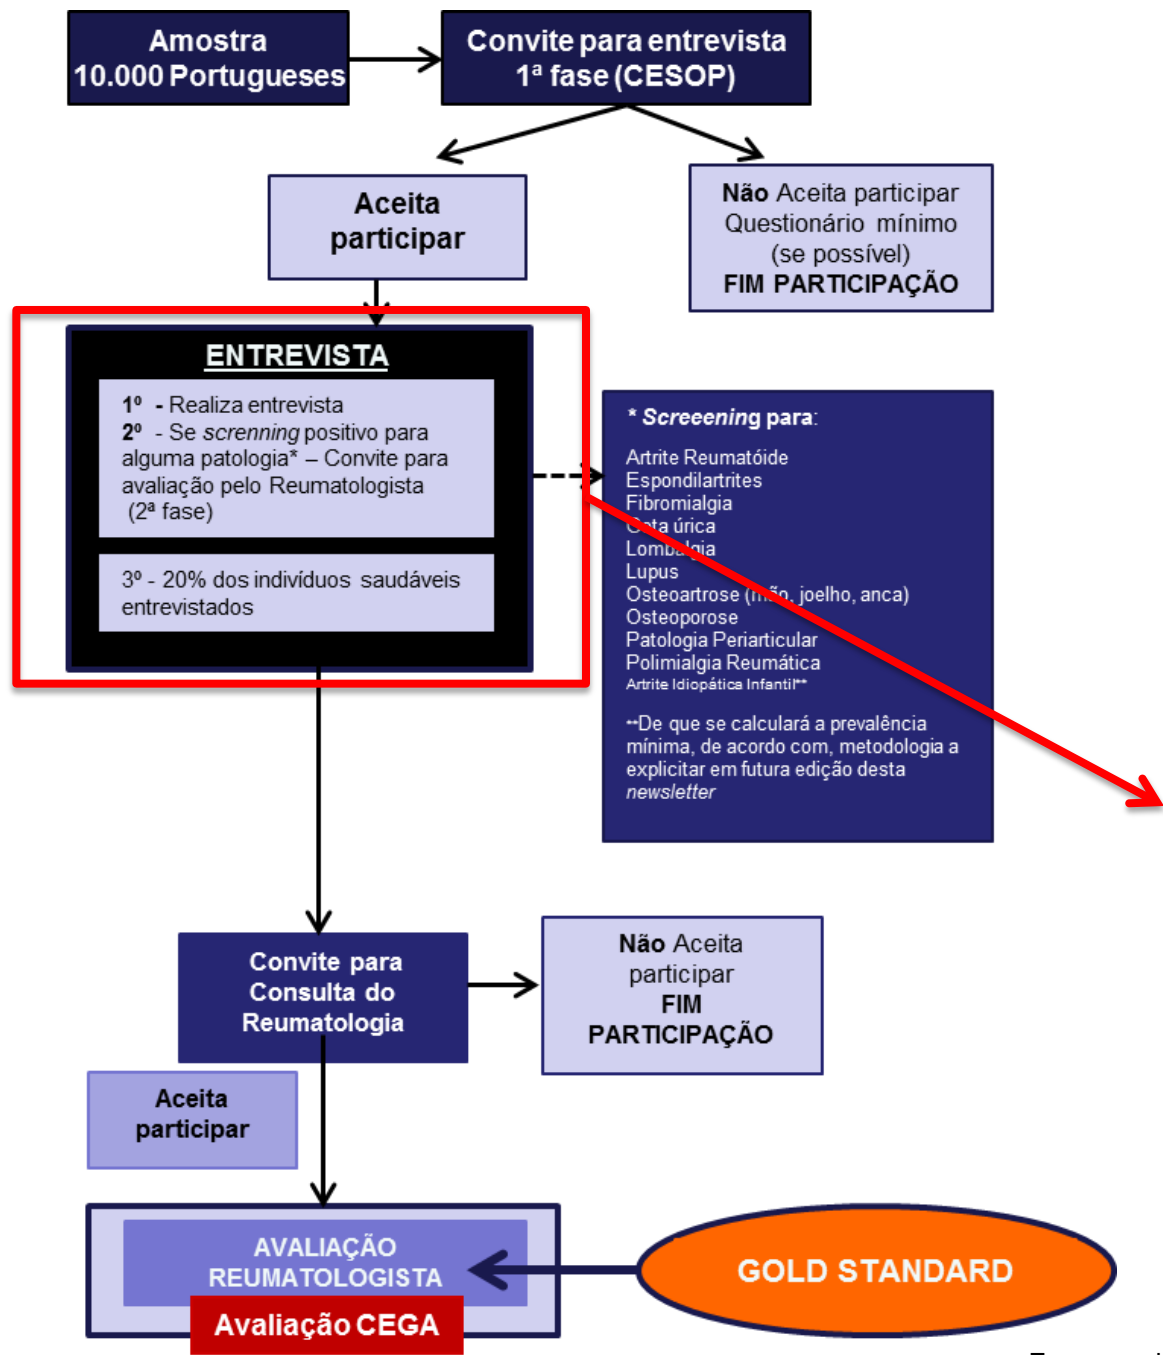 Amostra
10.000 Portugueses
Convite para entrevista
1ª fase (CESOP)
Aceita
participar
Não Aceita participar
Questionário mínimo
(se possível)
FIM PARTICIPAÇÃO
ENTREVISTA
1º - Realiza entrevista
2º - Se screnning positivo para
alguma patologia* – Convite para
avaliação pelo Reumatologista
(2ª fase)
3º - 20% dos indivíduos saudáveis
entrevistados
* Screeening para:
Artrite Reumatóide
Espondilartrites
Fibromialgia
Gota úrica
Lombalgia
Lupus
Osteoartrose (mão, joelho, anca)
Osteoporose
Patologia Periarticular
Polimialgia Reumática
Artrite Idiopática Infantil**
**De que se calculará a prevalência
mínima, de acordo com, metodologia a
explicitar em futura edição desta
newsletter
Convite para
Consulta do
Reumatologia
Não Aceita
participar
FIM
PARTICIPAÇÃO
Aceita
participar
AVALIAÇÃO
REUMATOLOGISTA
Avaliação CEGA
GOLD STANDARD